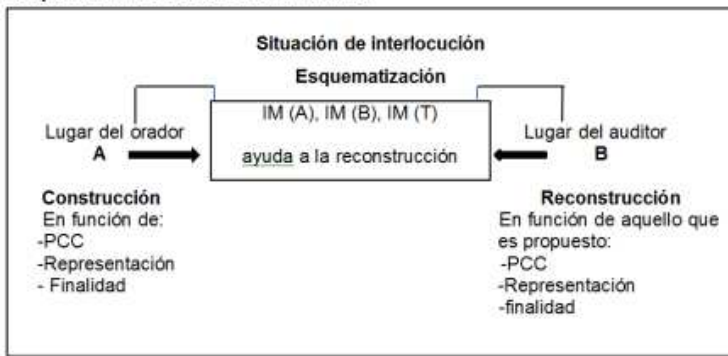 Situación de interlocución
Esquematización
IM (A), IM (B), IM (T)
ayuda a la reconstrucción
Lugar del orador
A
Lugar del auditor
B
Construcción
En función de:
-PCC
-Representación
- Finalidad
Reconstrucción
En función de aquello que
es propuesto:
-PCC
-Representación
-finalidad